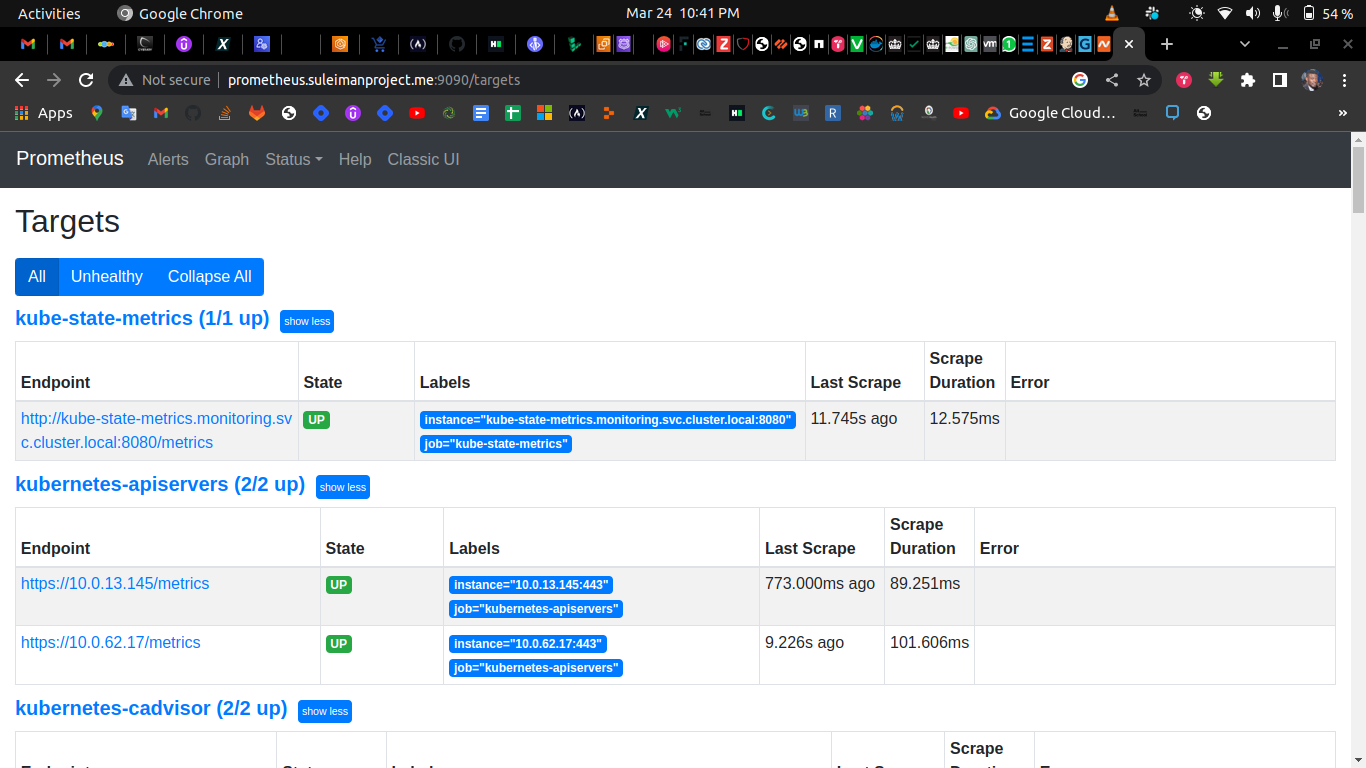 Activities Google Chrome Mar 24 10:41 PM 54 %
Not secure prometheus.suleimanproject.me:9090/targets
Apps Google Cloud… »
Prometheus Alerts Graph Status Help Classic UI
Targets
All Unhealthy Collapse All
kube-state-metrics (1/1 up) show less
Scrape
Endpoint State Labels Last Scrape Duration Error
http://kube-state-metrics.monitoring.sv UP instance="kube-state-metrics.monitoring.svc.cluster.local:8080" 11.745s ago 12.575ms
c.cluster.local:8080/metrics job="kube-state-metrics"
kubernetes-apiservers (2/2 up) show less
Scrape
Endpoint State Labels Last Scrape Duration Error
https://10.0.13.145/metrics UP instance="10.0.13.145:443" 773.000ms ago 89.251ms
job="kubernetes-apiservers"
https://10.0.62.17/metrics UP instance="10.0.62.17:443" 9.226s ago 101.606ms
job="kubernetes-apiservers"
kubernetes-cadvisor (2/2 up) show less
Scrape